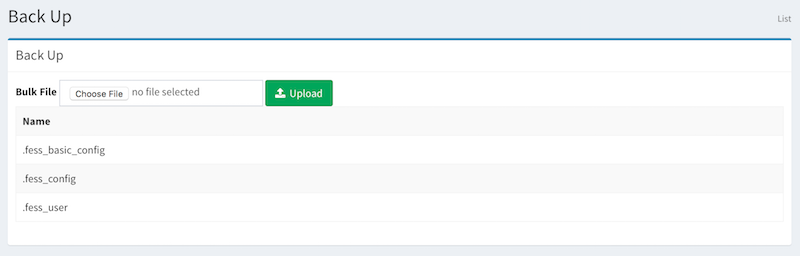 Back Up
List
Back Up
Bulk File Choose File no file selected Upload
Name
.fess_basic_config
.fess_config
.fess_user